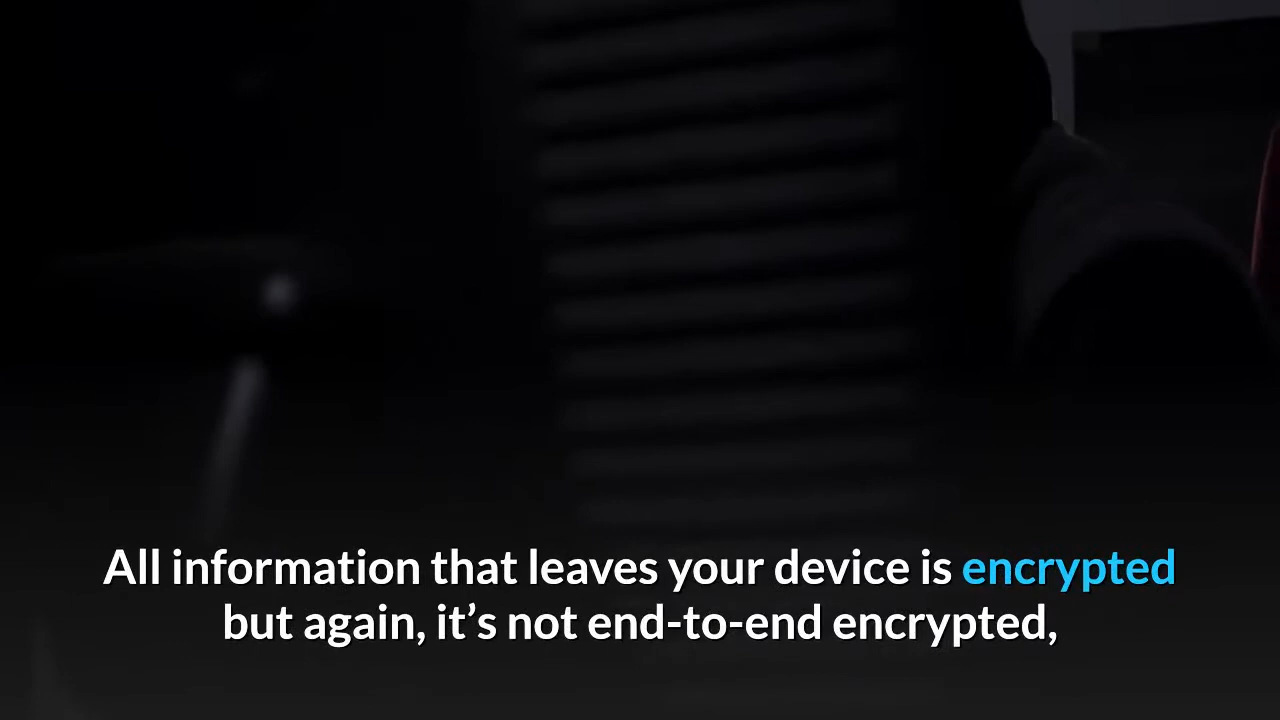 All information that leaves your device is encrypted
but again, it’s not end-to-end encrypted,